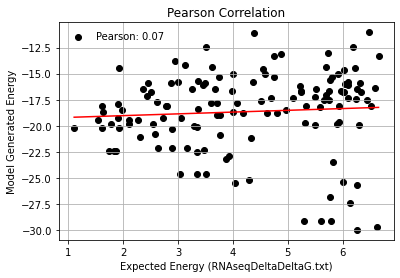 Pearson Correlation
Pearson: 0.07
−12.5
−15.0
−17.5
−20.0
−22.5
−25.0
−27.5
−30.0
Model Generated Energy
1 2 3 4 5 6
Expected Energy (RNAseqDeltaDeltaG.txt)